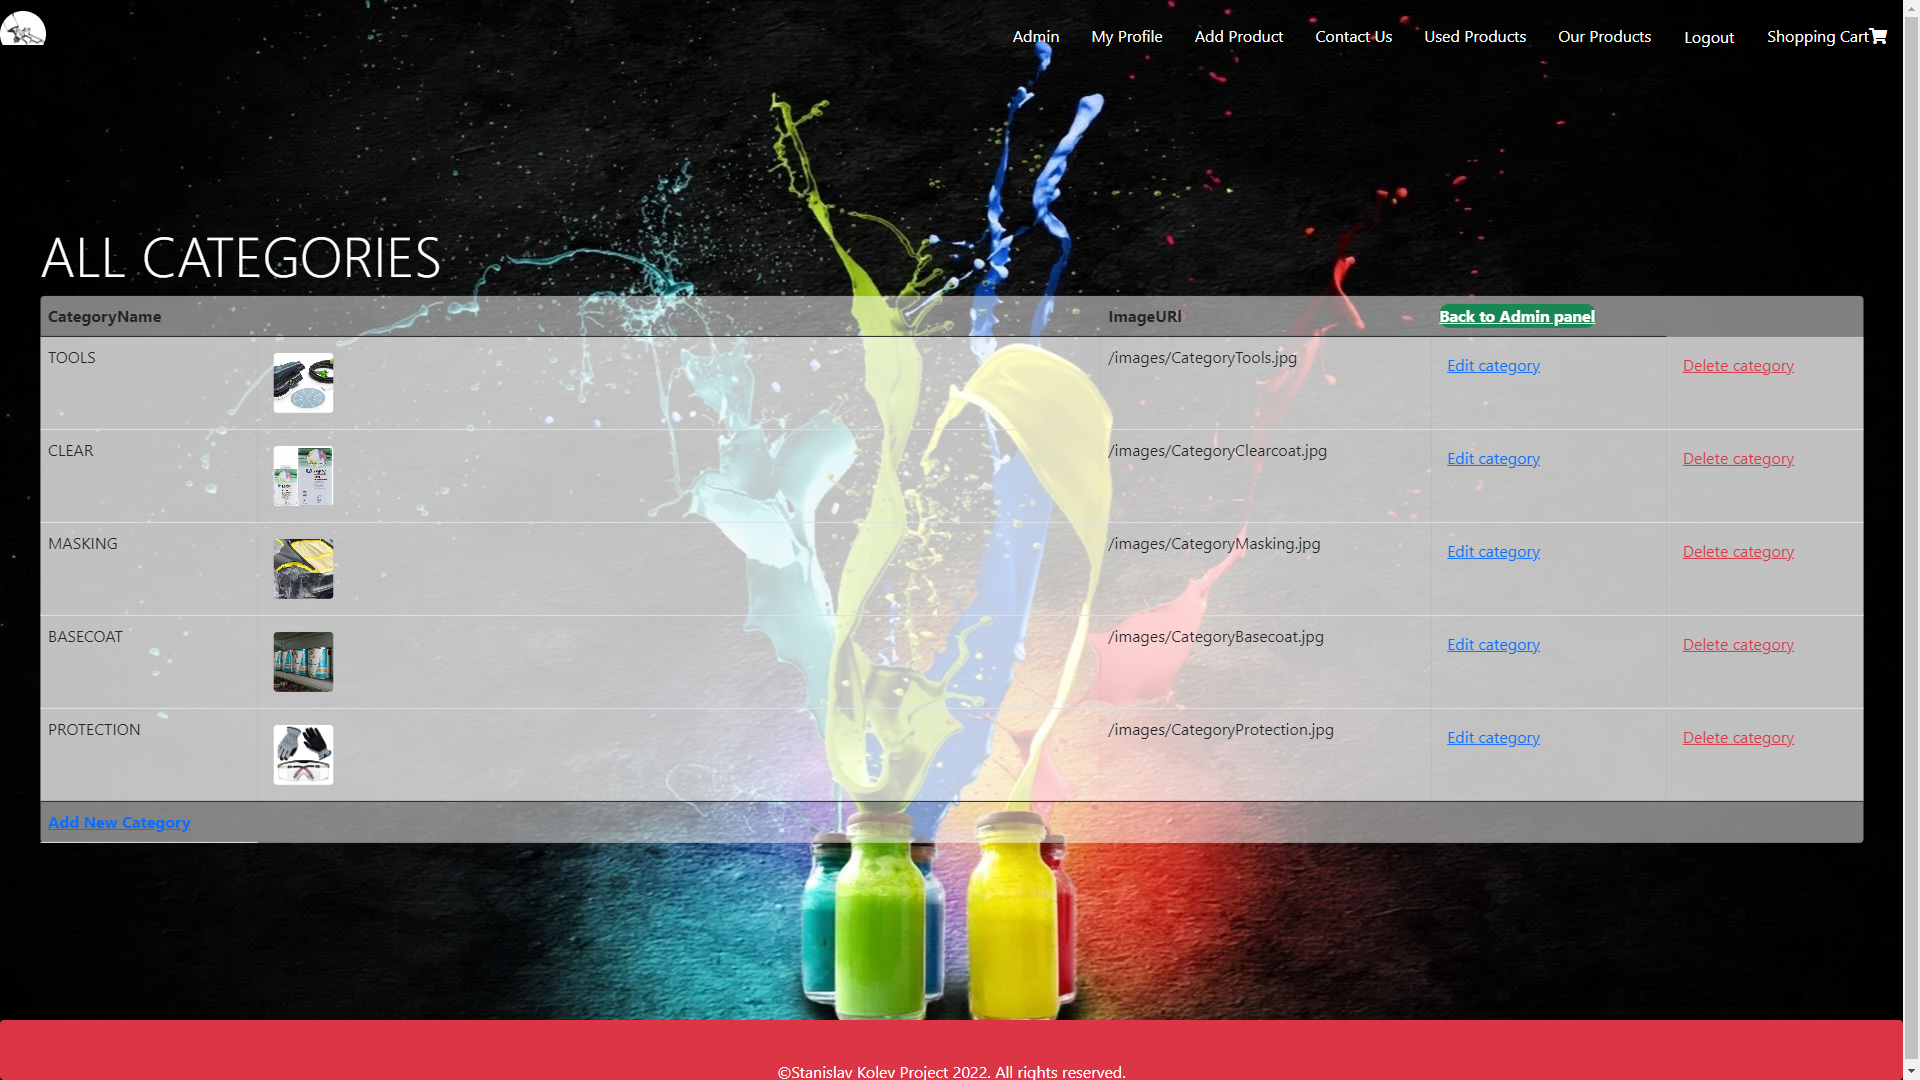 Admin My Profile Add Product Contact Us Used Products Our Products Logout Shopping Cart
ALL CATEGORIES
CategoryName ImageURl Back to Admin panel
TOOLS /images/CategoryTools.jpg Edit category Delete category
CLEAR /images/CategoryClearcoat.jpg Edit category Delete category
MASKING /images/CategoryMasking.jpg Edit category Delete category
BASECOAT /images/CategoryBasecoat.jpg Edit category Delete category
PROTECTION /images/CategoryProtection.jpg Edit category Delete category
Add New Category
©Stanislav Kolev Project 2022. All rights reserved.